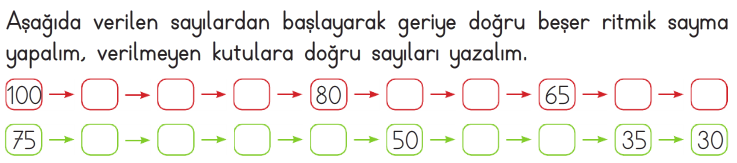 Aşağıda verilen sayılardan başlayarak geriye doğru beşer ritmik sayma
yapalım, verilmeyen kutulara doğru sayıları yazalım.
100 → → → → 80 → → → 65 → →
75 → → → → → 50 → → → 35 → 30